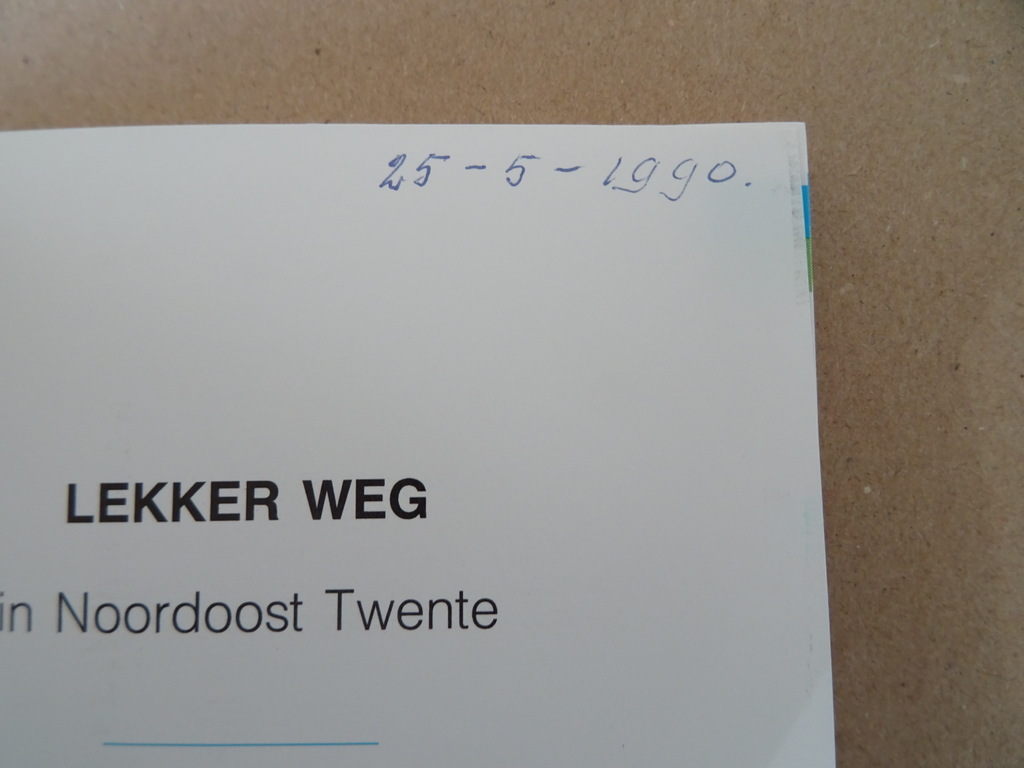 25 - 5 - 1990.
LEKKER WEG
in Noordoost Twente